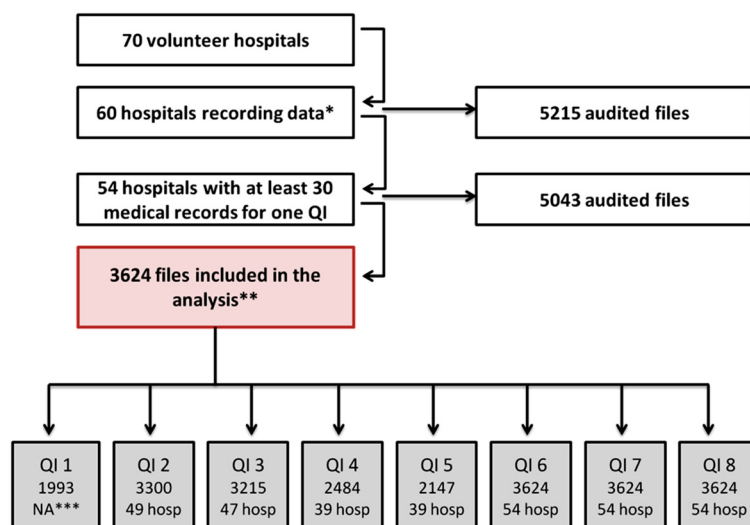 70 volunteer hospitals
60 hospitals recording data*
5215 audited files
54 hospitals with at least 30
medical records for one QI
5043 audited files
3624 files included in the
analysis**
QI 1
1993
NA***
QI 2
3300
49 hosp
QI 3
3215
47 hosp
QI 4
2484
39 hosp
QI 5
2147
39 hosp
QI 6
3624
54 hosp
QI 7
3624
54 hosp
QI 8
3624
54 hosp